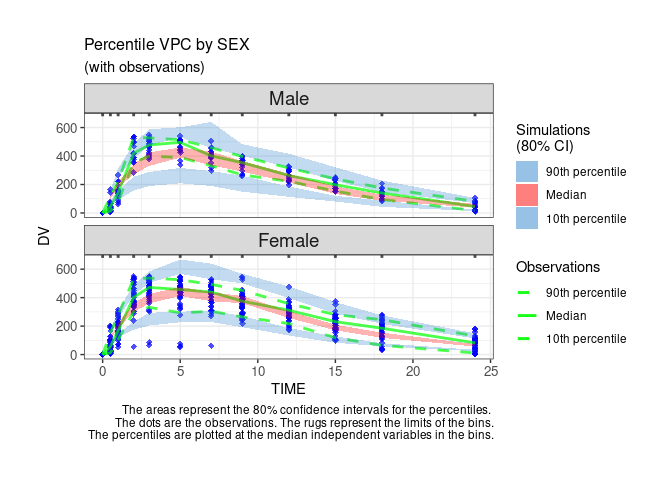 Percentile VPC by SEX
(with observations)
Male
600
400
200
0
Female
600
400
200
0
DV
0
5
10
15
20
25
TIME
The areas represent the 80% confidence intervals for the percentiles.
The dots are the observations. The rugs represent the limits of the bins.
The percentiles are plotted at the median independent variables in the bins.
Simulations
(80% CI)
90th percentile
Median
10th percentile
Observations
90th percentile
Median
10th percentile